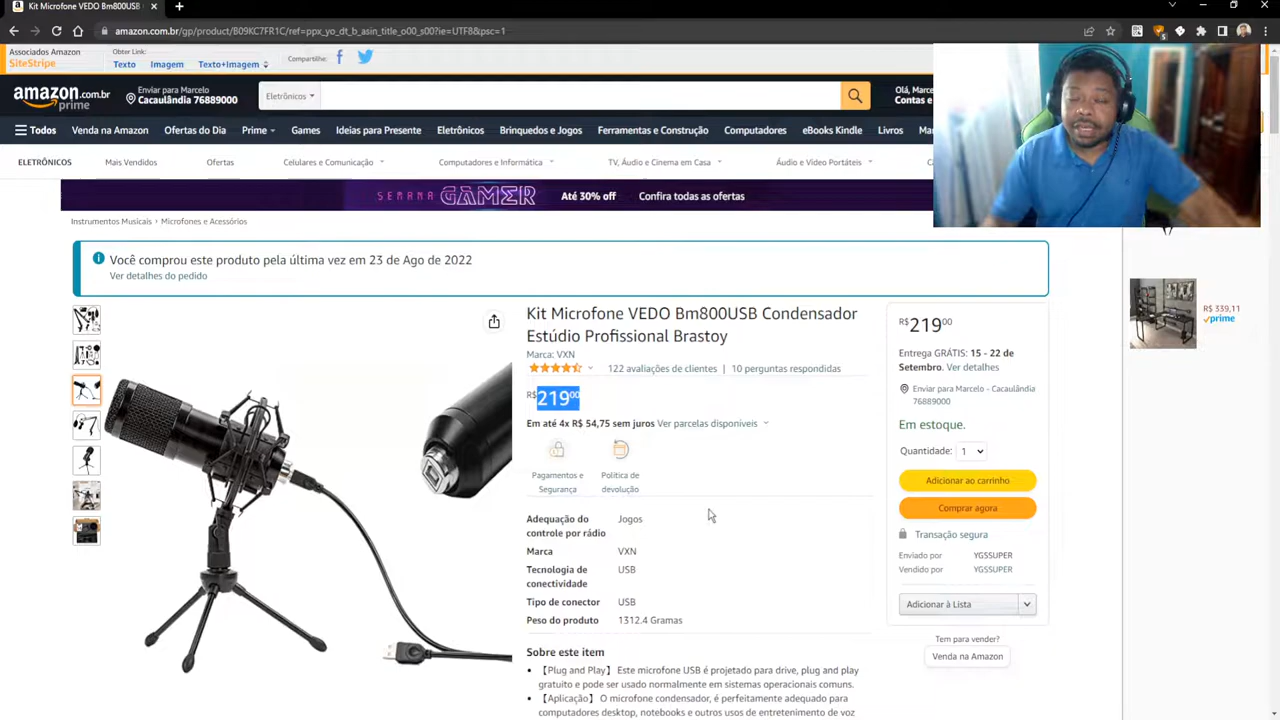 Kit Microfone VEDO Bm800USB
amazon.com.br/gp/product/B09KC7FR1C/ref=ppx_yo_dt_b_asin_title_o00_s00?ie=UTF8&psc=1
Associados Amazon
SiteStripe
Obter Link:
Texto Imagem Texto+Imagem
Compartilhe:
amazon.com.br
prime
Enviar para Marcelo
Cacaulândia 76889000
Eletrônicos
Olá, Marce
Contas e
Todos Venda na Amazon Ofertas do Dia Prime Games Ideias para Presente Eletrônicos Brinquedos e Jogos Ferramentas e Construção Computadores eBooks Kindle Livros
ELETRÔNICOS Mais Vendidos Ofertas Celulares e Comunicação Computadores e Informática TV, Áudio e Cinema em Casa Áudio e Vídeo Portáteis
SEMANA GAMER Até 30% off Confira todas as ofertas
Instrumentos Musicais › Microfones e Acessórios
Você comprou este produto pela última vez em 23 de Ago de 2022
Ver detalhes do pedido
Kit Microfone VEDO Bm800USB Condensador
Estúdio Profissional Brastoy
Marca: VXN
122 avaliações de clientes | 10 perguntas respondidas
R$21900
Em até 4x R$ 54,75 sem juros Ver parcelas disponíveis
Pagamentos e
Segurança
Política de
devolução
Adequação do
controle por rádio
Jogos
Marca VXN
Tecnologia de
conectividade
USB
Tipo de conector USB
Peso do produto 1312.4 Gramas
Sobre este item
• 【Plug and Play】 Este microfone USB é projetado para drive, plug and play
gratuito e pode ser usado normalmente em sistemas operacionais comuns.
• 【Aplicação】 O microfone condensador, é perfeitamente adequado para
computadores desktop, notebooks e outros usos de entretenimento de voz
R$21900
Entrega GRÁTIS: 15 - 22 de
Setembro. Ver detalhes
Enviar para Marcelo - Cacaulândia
76889000
Em estoque.
Quantidade: 1
Adicionar ao carrinho
Comprar agora
Transação segura
Enviado por YGSSUPER
Vendido por YGSSUPER
Adicionar à Lista
Tem para vender?
Venda na Amazon
R$ 339,11
prime